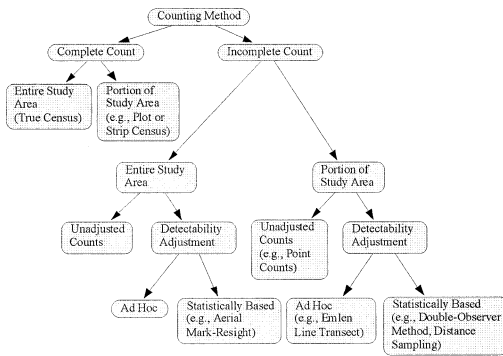 Counting Method
Complete Count
Incomplete Count
Entire Study
Area
(True Census)
Portion of
Study Area
(e.g., Plot or
Strip Census)
Entire Study
Area
Portion of
Study Area
Unadjusted
Counts
Detectability
Adjustment
Unadjusted
Counts
(e.g., Point
Counts)
Detectability
Adjustment
Ad Hoc
Statistically Based
(e.g., Aerial
Mark-Resight)
Ad Hoc
(e.g., Emlen
Line Transect)
Statistically Based
(e.g., Double-Observer
Method, Distance
Sampling)